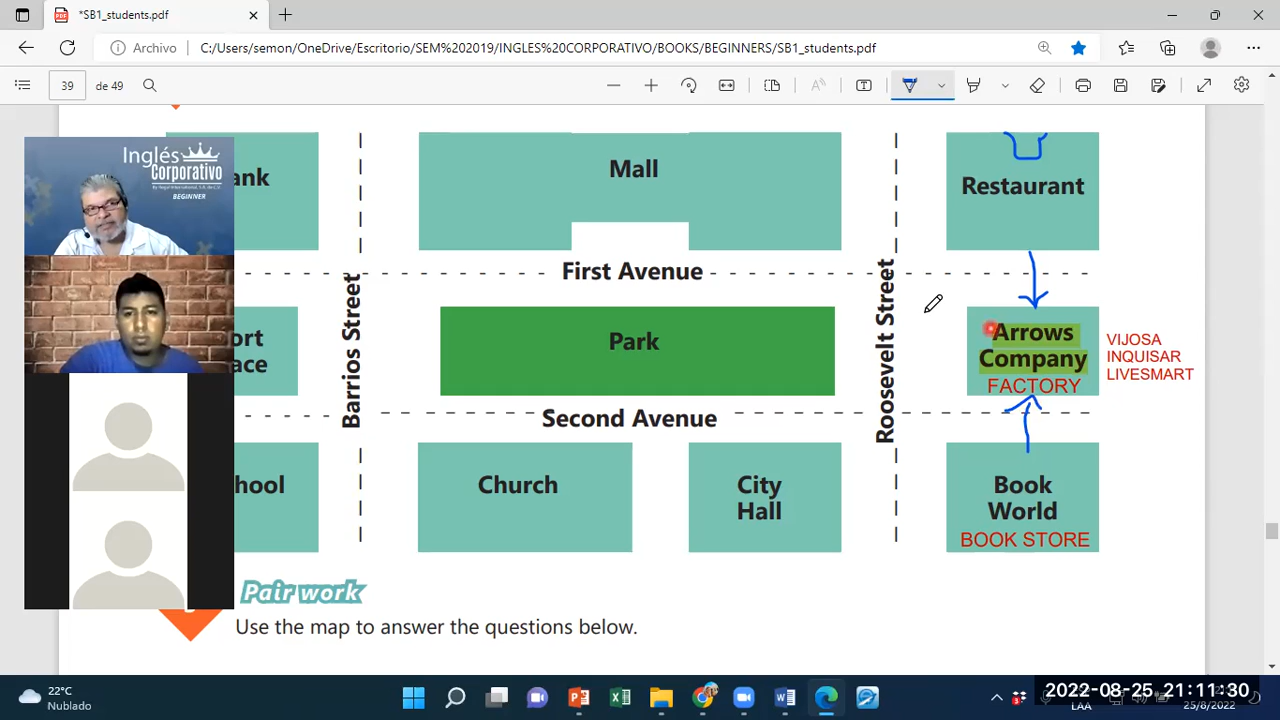 *SB1_students.pdf
Archivo
C:/Users/semon/OneDrive/Escritorio/SEM%202019/INGLES%20CORPORATIVO/BOOKS/BEGINNERS/SB1_students.pdf
39 de 49
Inglés
Corporativo
BEGINNER
ank
Mall
Restaurant
First Avenue
Barrios Street
Roosevelt Street
ort
ace
Park
Arrows
Company
FACTORY
VIJOSA
INQUISAR
LIVESMART
Second Avenue
hool
Church
City
Hall
Book
World
BOOK STORE
Pair work
Use the map to answer the questions below.
22°C
Nublado
2022-08-25 21:11:30
LAA
25/8/2022